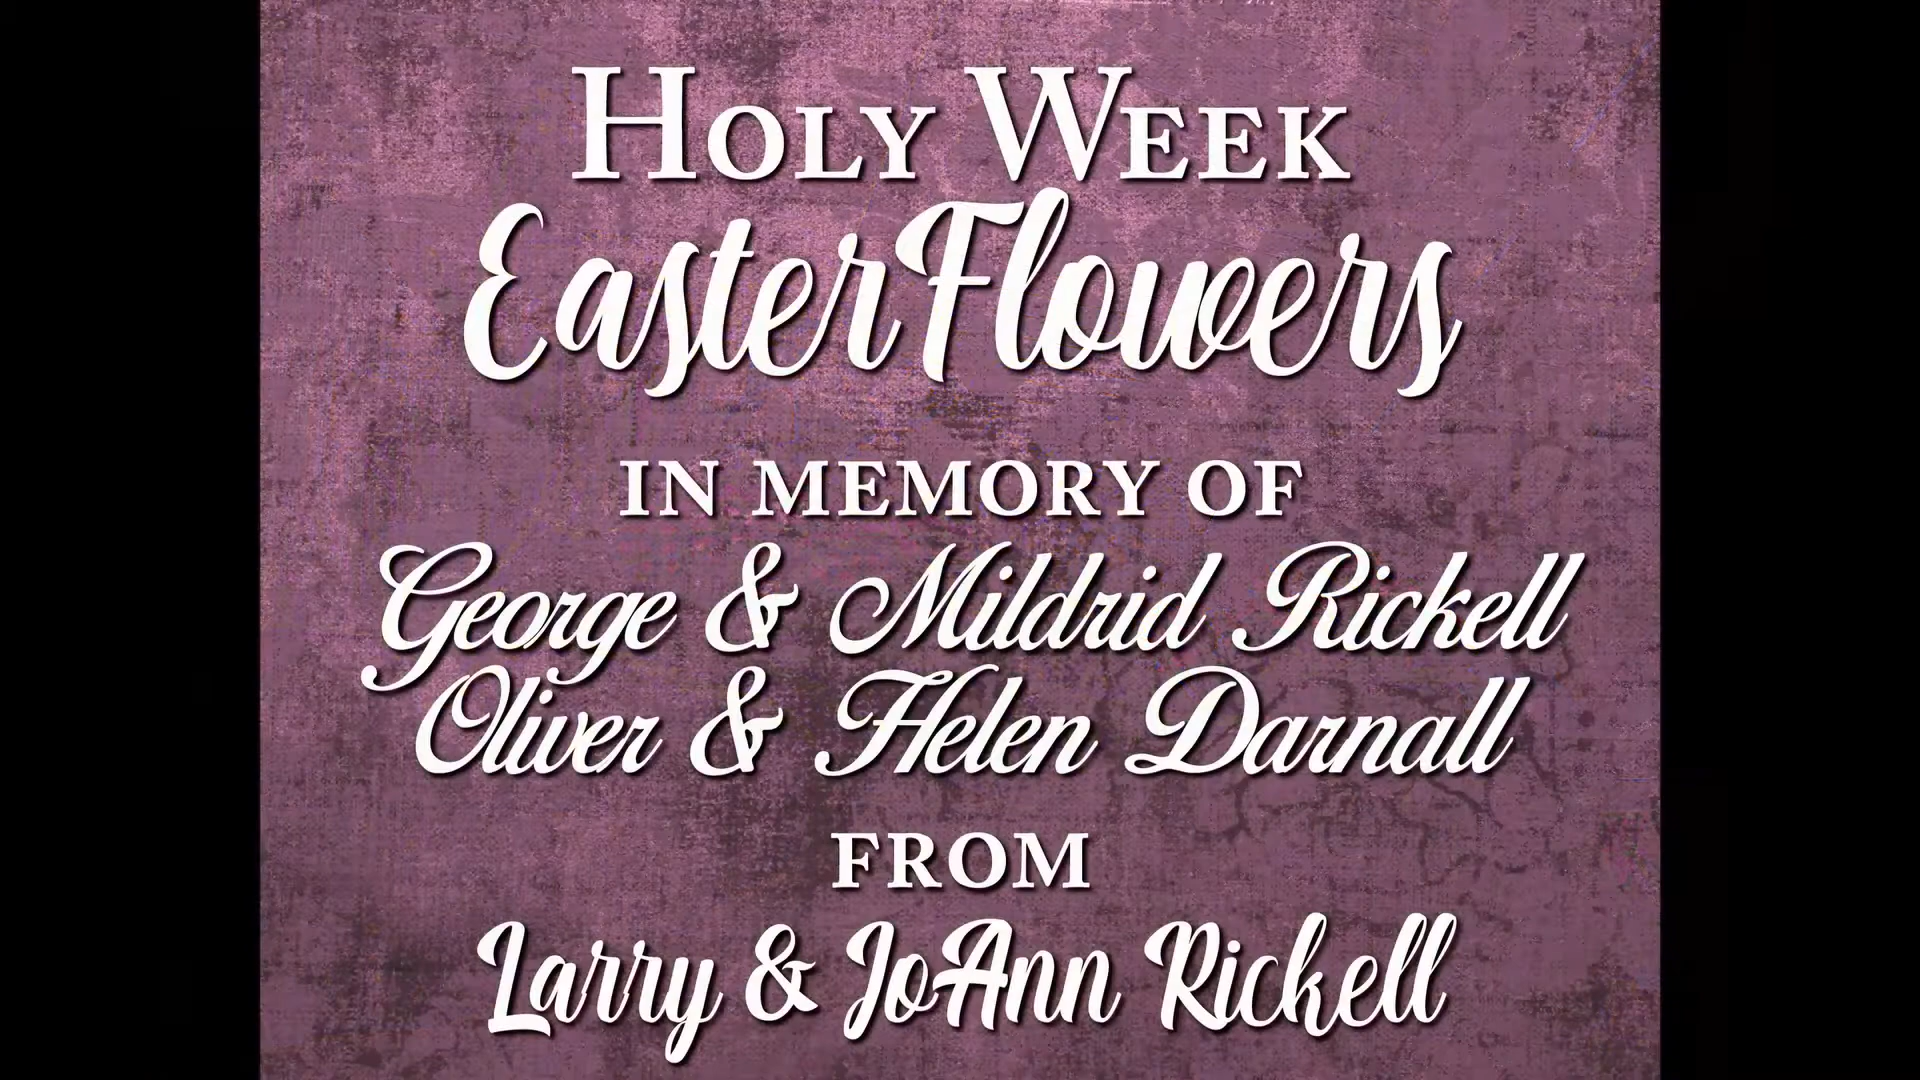 HOLY WEEK
Easter Flowers
IN MEMORY OF
George & Mildrid Rickell
Oliver & Helen Darnall
FROM
Larry & JoAnn Rickell